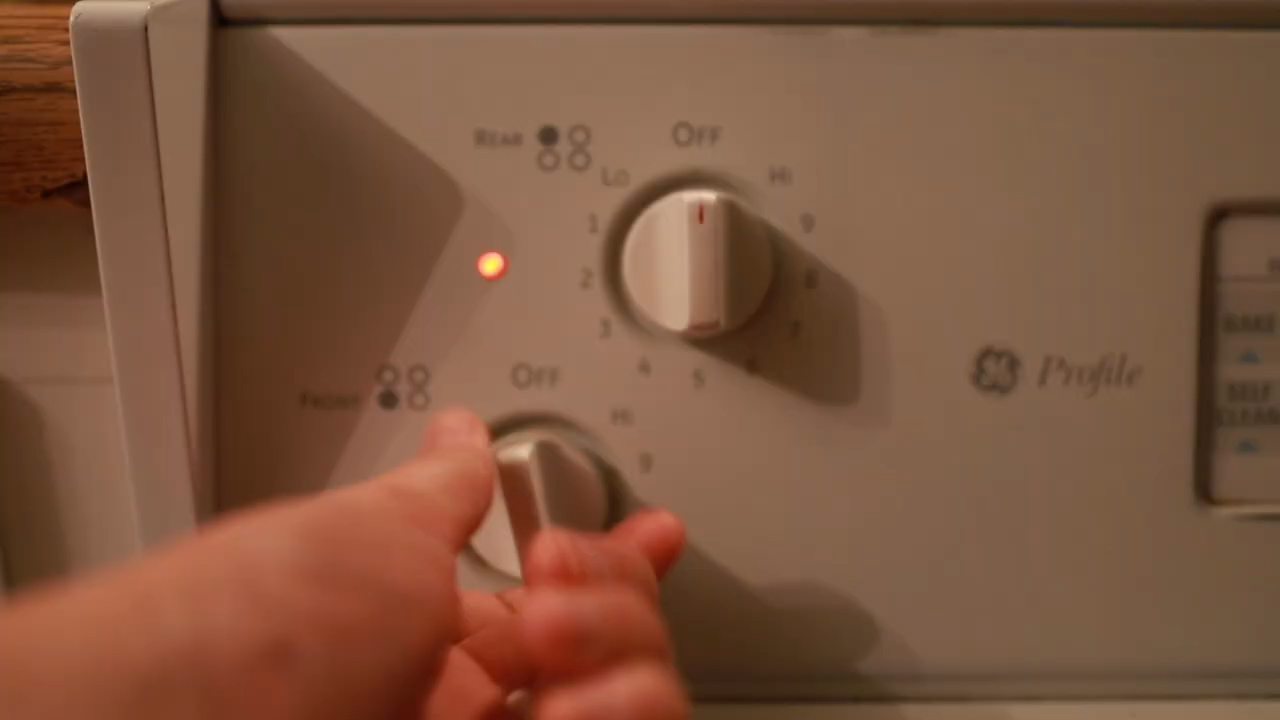 REAR
OFF
LO
HI
1
9
2
8
3
7
4
5
6
FRONT
OFF
HI
9
GE Profile
BAKE
SELF
CLEAN